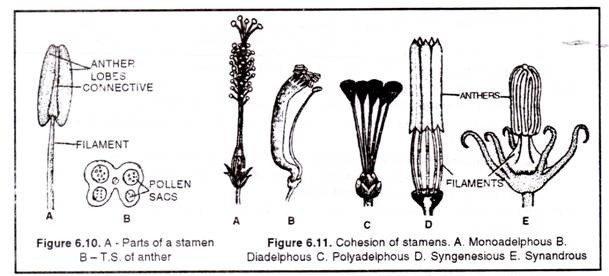 ANTHER
LOBES
CONNECTIVE
FILAMENT
POLLEN
SACS
A
B
ANTHERS
FILAMENTS
A
B
C
D
E
Figure 6.10. A - Parts of a stamen
B – T.S. of anther
Figure 6.11. Cohesion of stamens. A. Monoadelphous B.
Diadelphous C. Polyadelphous D. Syngenesious E. Synandrous